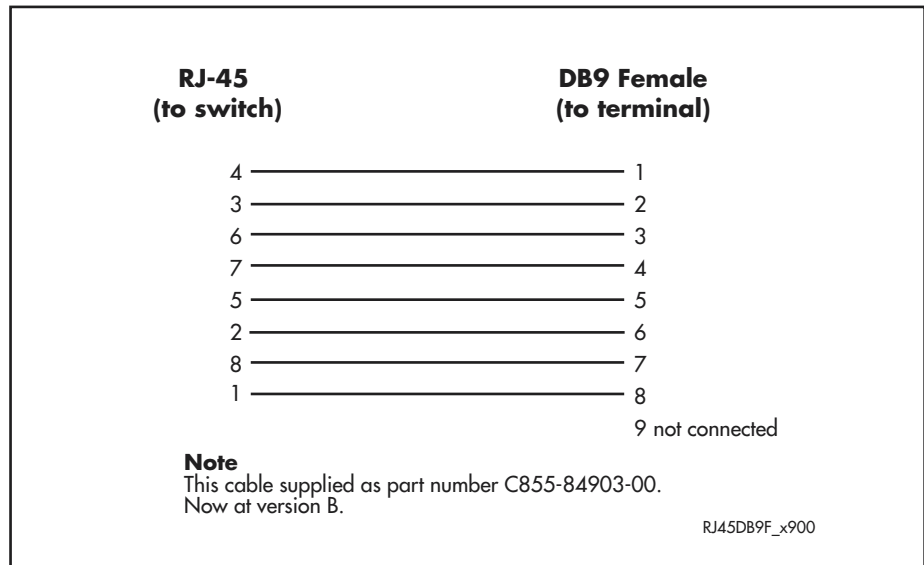 RJ-45 DB9 Female
(to switch) (to terminal)
4 1
3 2
6 3
7 4
5 5
2 6
8 7
1 8
9 not connected
Note
This cable supplied as part number C855-84903-00.
Now at version B.
RJ45DB9F_x900